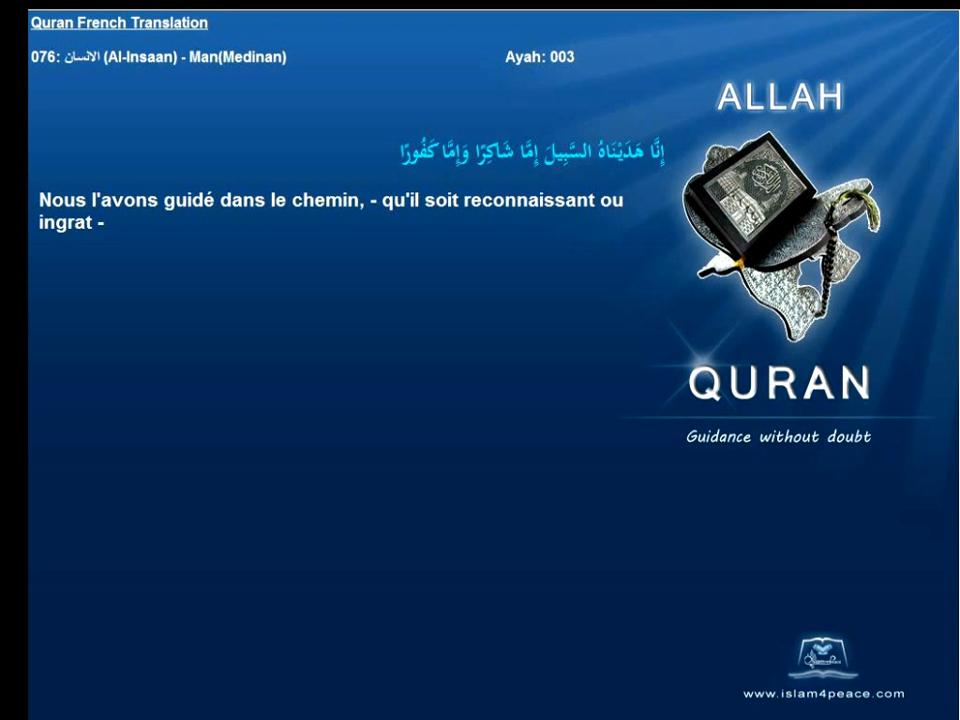 Quran French Translation
076: الانسان (Al-Insaan) - Man(Medinan) Ayah: 003
ALLAH
إِنَّا هَدَيْنَاهُ السَّبِيلَ إِمَّا شَاكِرًا وَإِمَّا كَفُورًا
Nous l'avons guidé dans le chemin, - qu'il soit reconnaissant ou
ingrat -
QURAN
Guidance without doubt
www.islam4peace.com